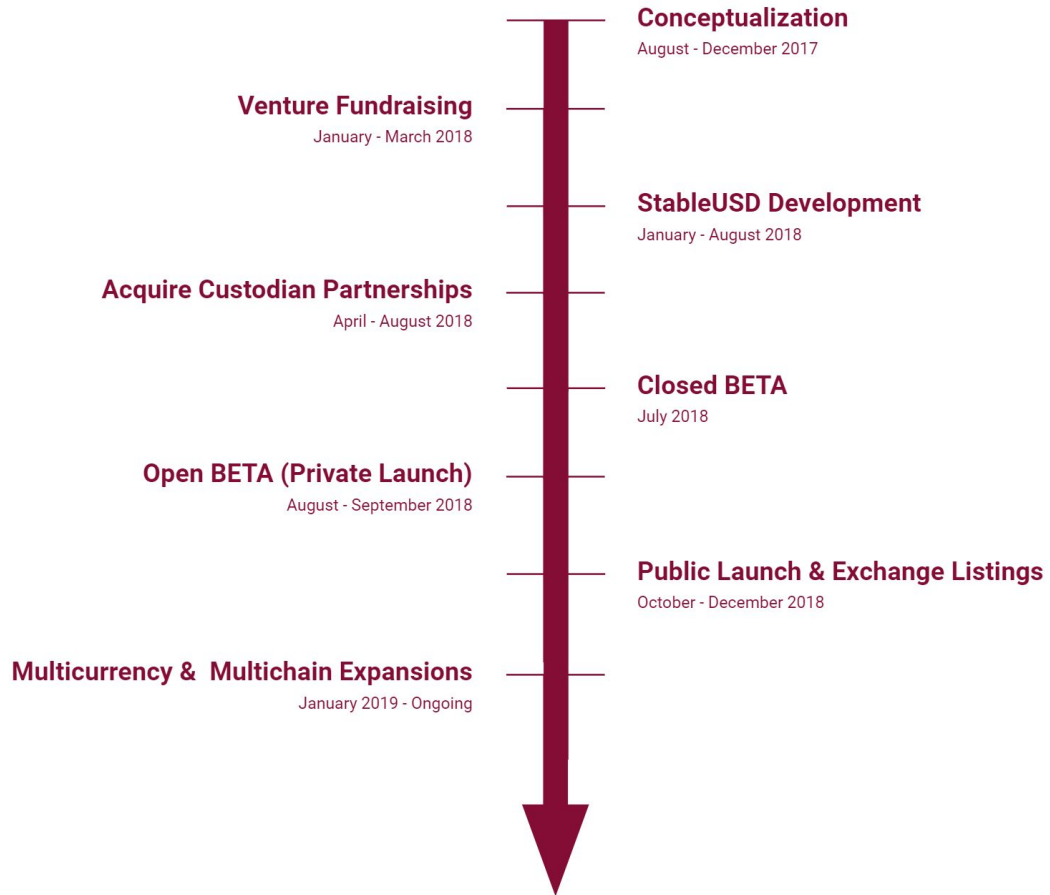 Conceptualization
August - December 2017
Venture Fundraising
January - March 2018
StableUSD Development
January - August 2018
Acquire Custodian Partnerships
April - August 2018
Closed BETA
July 2018
Open BETA (Private Launch)
August - September 2018
Public Launch & Exchange Listings
October - December 2018
Multicurrency &  Multichain Expansions
January 2019 - Ongoing